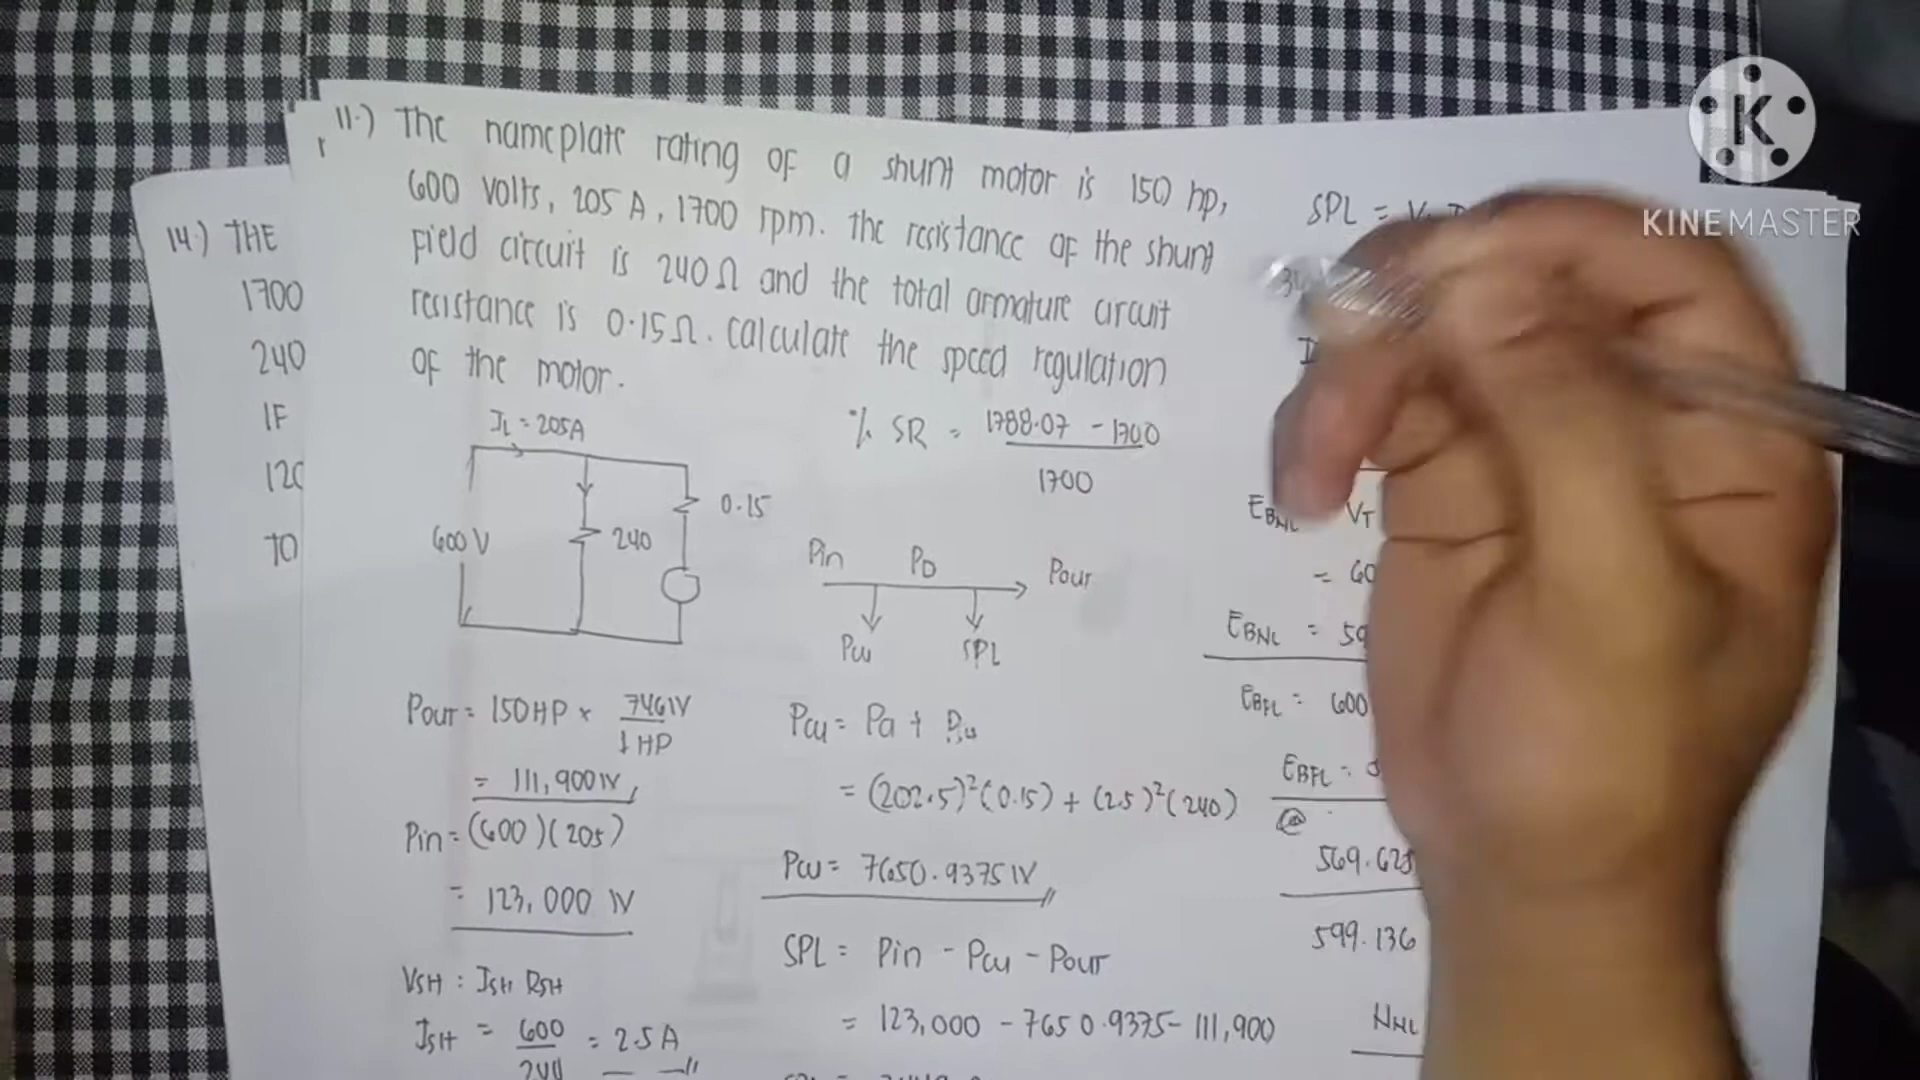 11.) The nameplate rating of a shunt motor is 150 hp,
600 volts, 205 A, 1700 rpm. The resistance of the shunt
field circuit is 240Ω and the total armature circuit
resistance is 0.15Ω. calculate the speed regulation
of the motor.
IL = 205A
600 V
240
0.15
% SR = 1788.07 - 1700
1700
Pin PD Pout
Pcu SPL
Pout = 150HP × 746W
1 HP
= 111,900W
Pin = (600)(205)
= 123,000 W
VSH : ISH RSH
ISH = 600 = 2.5 A
240
Pcu = Pa +
= (202.5)²(0.15) + (2.5)²(240)
Pcu = 7650.9375W
SPL = Pin - Pcu - Pout
= 123,000 - 7650.9375 - 111,900
SPL =
EBNL VT
= 60
EBNL = 59
EBFL = 600
EBFL =
569.625
599.136
NNL
14.) THE
1700
240
IF
120
TO
K
KINEMASTER